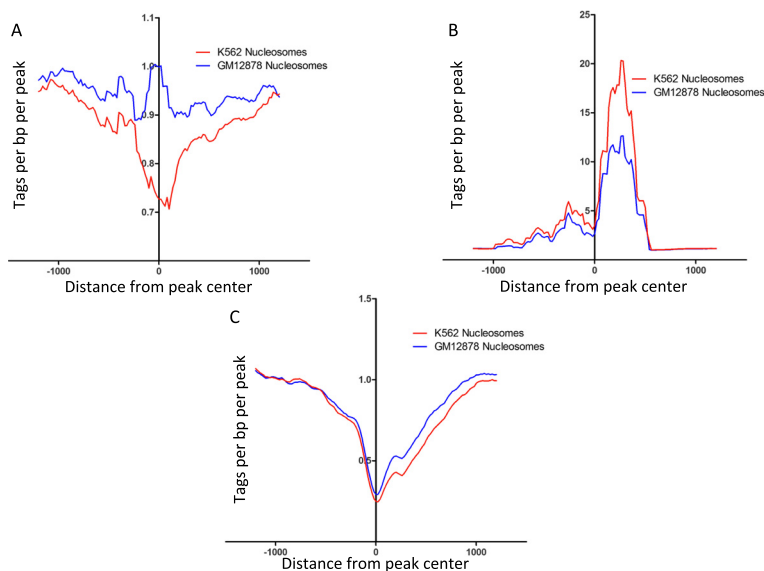 A
1.1
1.0
0.9
0.8
0.7
-1000
0
1000
K562 Nucleosomes
GM12878 Nucleosomes
Tags per bp per peak
Distance from peak center
B
25
20
15
10
5
-1000
0
1000
K562 Nucleosomes
GM12878 Nucleosomes
Tags per bp per peak
Distance from peak center
C
1.5
1.0
0.5
-1000
0
1000
K562 Nucleosomes
GM12878 Nucleosomes
Tags per bp per peak
Distance from peak center